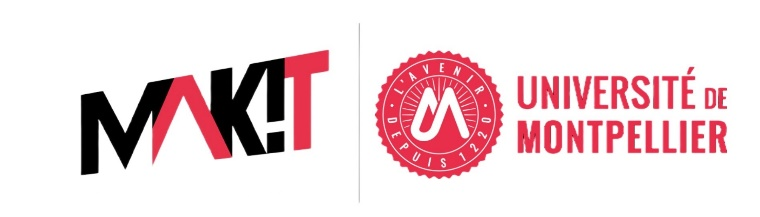 MAK!T
L'AVENIR
DEPUIS 1220
UNIVERSITÉ DE
MONTPELLIER